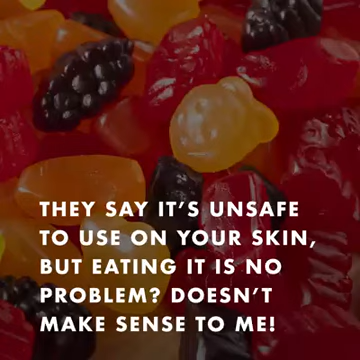 THEY SAY IT’S UNSAFE
TO USE ON YOUR SKIN,
BUT EATING IT IS NO
PROBLEM? DOESN’T
MAKE SENSE TO ME!